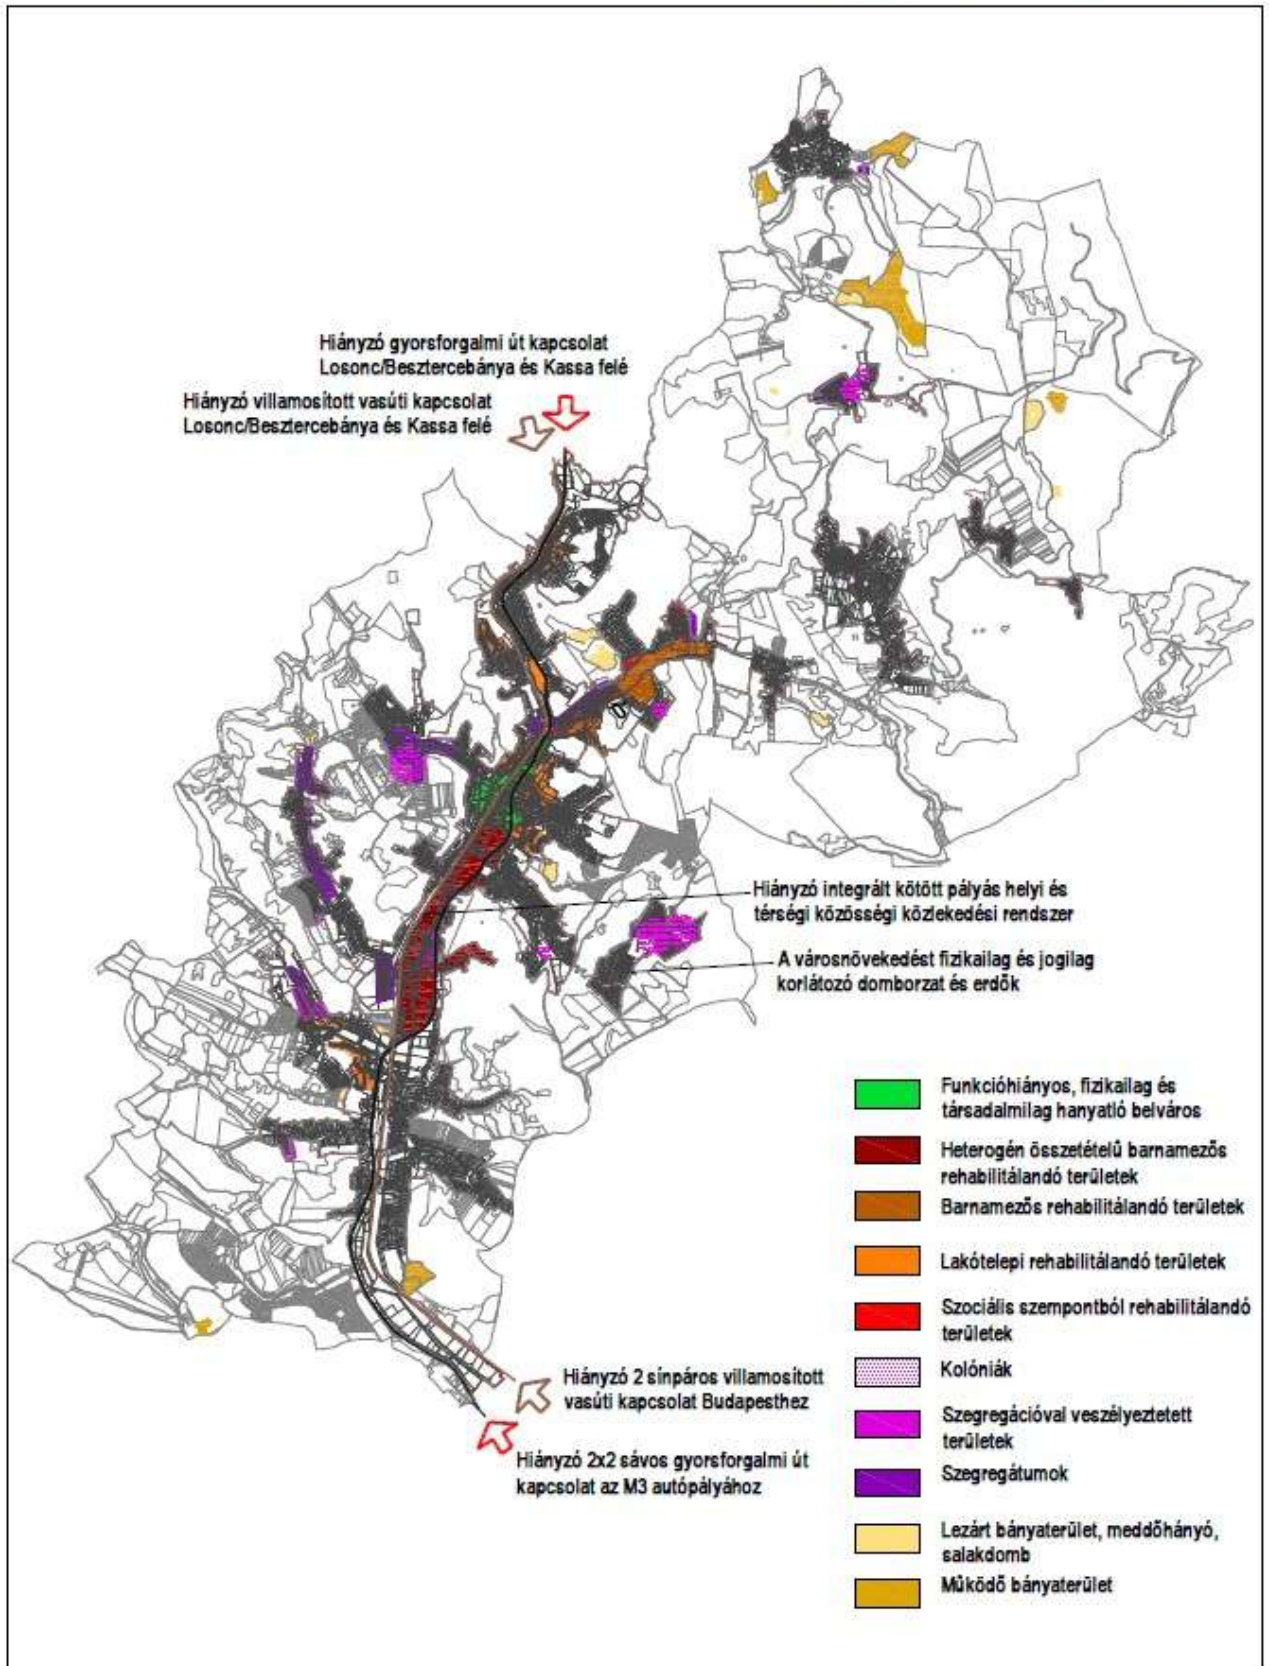 Hiányzó gyorsforgalmi út kapcsolat
Losonc/Besztercebánya és Kassa felé
Hiányzó villamosított vasúti kapcsolat
Losonc/Besztercebánya és Kassa felé
Hiányzó integrált kötött pályás helyi és
térségi közösségi közlekedési rendszer
A városnövekedést fizikailag és jogilag
korlátozó domborzat és erdők
Funkcióhiányos, fizikailag és
társadalmilag hanyatló belváros
Heterogén összetételű barnamezős
rehabilitálandó területek
Barnamezős rehabilitálandó területek
Lakótelepi rehabilitálandó területek
Szociális szempontból rehabilitálandó
területek
Kolóniák
Szegregációval veszélyeztetett
területek
Szegregátumok
Lezárt bányaterület, meddőhányó,
salakdomb
Működő bányaterület
Hiányzó 2 sínpáros villamosított
vasúti kapcsolat Budapesthez
Hiányzó 2x2 sávos gyorsforgalmi út
kapcsolat az M3 autópályához